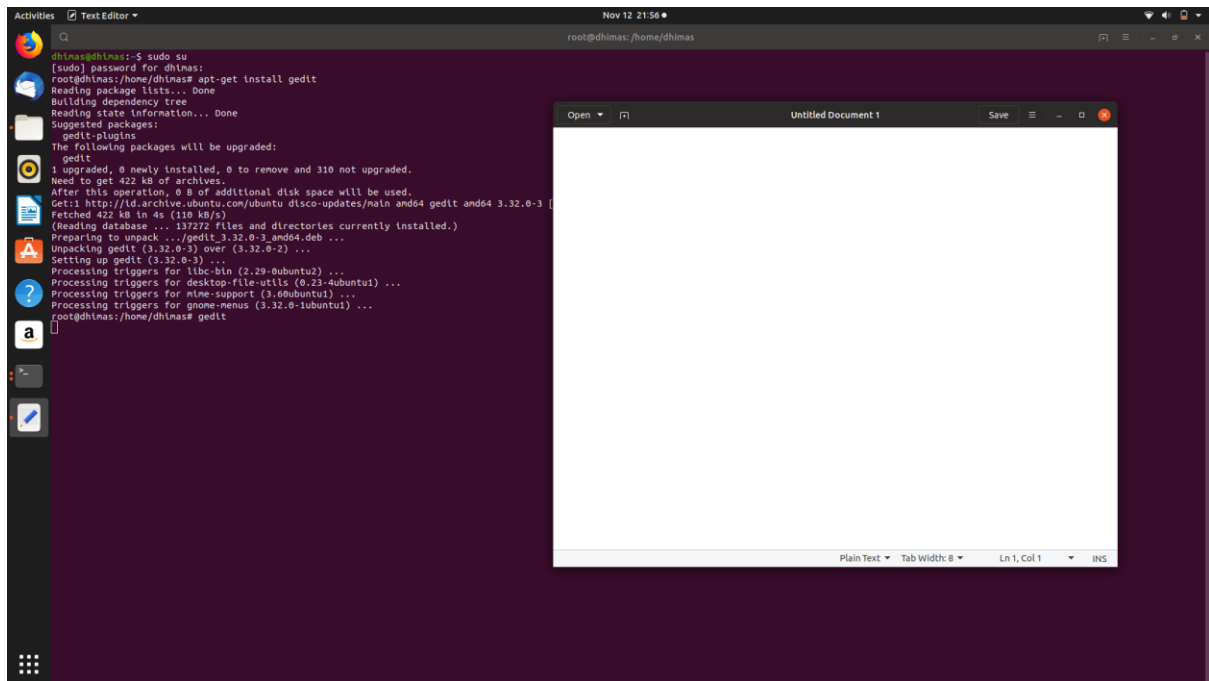 Activities Text Editor Nov 12 21:56
root@dhimas: /home/dhimas
dhimas@dhimas:~$ sudo su
[sudo] password for dhimas:
root@dhimas:/home/dhimas# apt-get install gedit
Reading package lists... Done
Building dependency tree
Reading state information... Done
Suggested packages:
  gedit-plugins
The following packages will be upgraded:
  gedit
1 upgraded, 0 newly installed, 0 to remove and 310 not upgraded.
Need to get 422 kB of archives.
After this operation, 0 B of additional disk space will be used.
Get:1 http://id.archive.ubuntu.com/ubuntu disco-updates/main amd64 gedit amd64 3.32.0-3 [
Fetched 422 kB in 4s (110 kB/s)
(Reading database ... 137272 files and directories currently installed.)
Preparing to unpack .../gedit_3.32.0-3_amd64.deb ...
Unpacking gedit (3.32.0-3) over (3.32.0-2) ...
Setting up gedit (3.32.0-3) ...
Processing triggers for libc-bin (2.29-0ubuntu2) ...
Processing triggers for desktop-file-utils (0.23-4ubuntu1) ...
Processing triggers for mime-support (3.60ubuntu1) ...
Processing triggers for gnome-menus (3.32.0-1ubuntu1) ...
root@dhimas:/home/dhimas# gedit
Open Untitled Document 1 Save
Plain Text Tab Width: 8 Ln 1, Col 1 INS